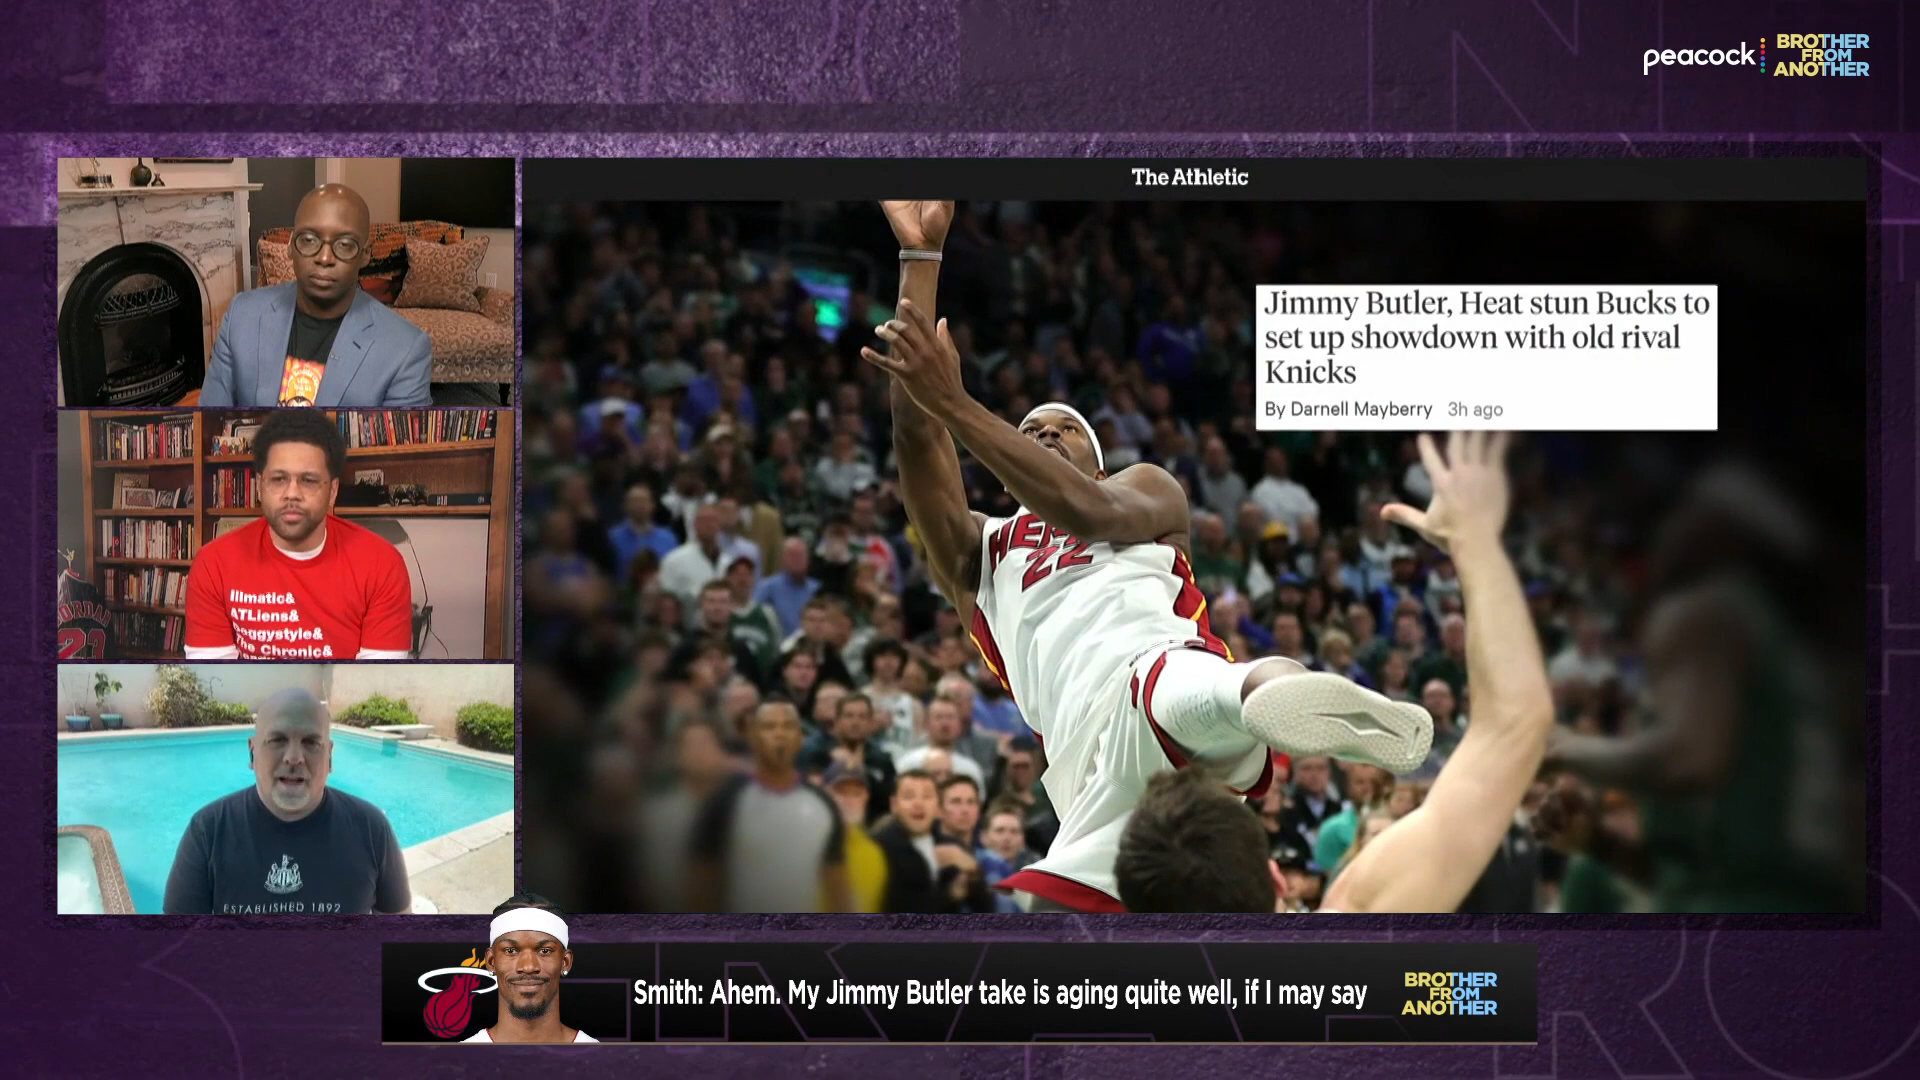 peacock
BROTHER
FROM
ANOTHER
The Athletic
Jimmy Butler, Heat stun Bucks to
set up showdown with old rival
Knicks
By Darnell Mayberry 3h ago
HEAT
22
Illmatic&
ATLiens&
Doggystyle&
The Chronic&
JORDAN
23
ESTABLISHED 1892
Smith: Ahem. My Jimmy Butler take is aging quite well, if I may say
BROTHER
FROM
ANOTHER